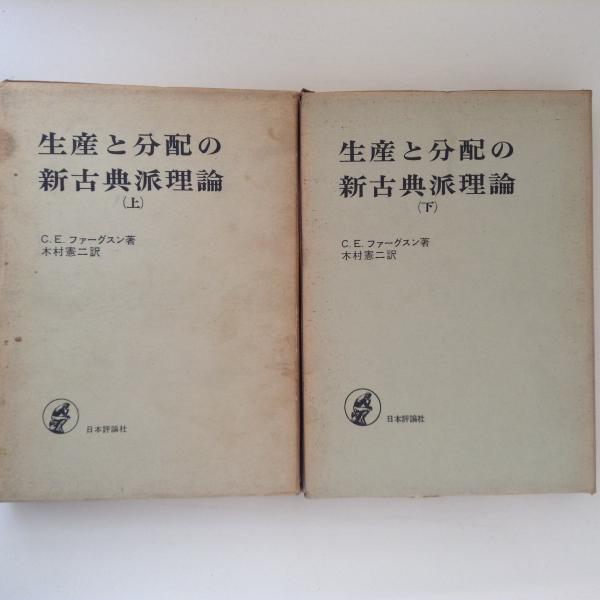 生産と分配の
新古典派理論
(上)
C.E.ファーグスン著
木村憲二訳
日本評論社
生産と分配の
新古典派理論
(下)
C.E.ファーグスン著
木村憲二訳
日本評論社